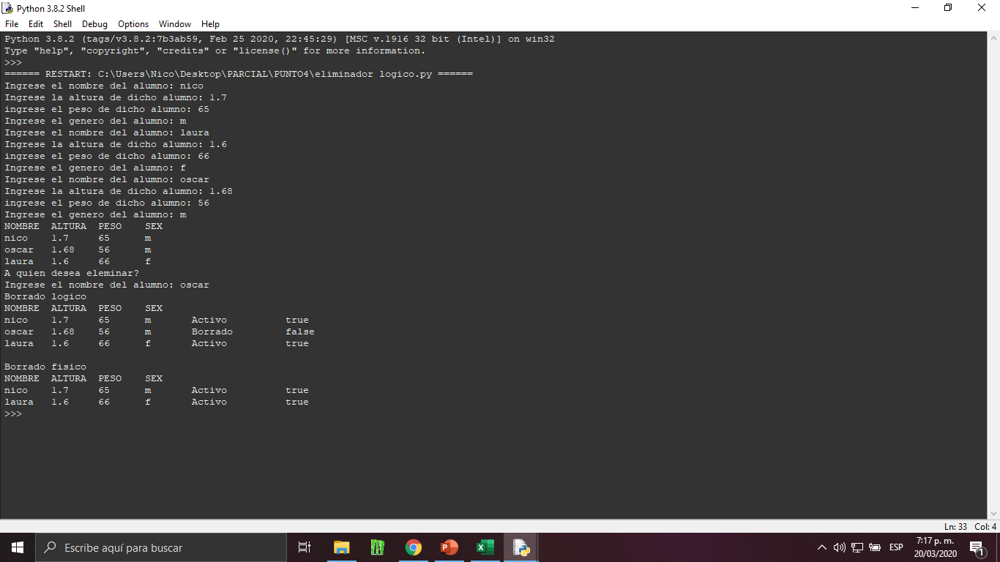 Python 3.8.2 Shell
File Edit Shell Debug Options Window Help
Python 3.8.2 (tags/v3.8.2:7b3ab59, Feb 25 2020, 22:45:29) [MSC v.1916 32 bit (Intel)] on win32
Type "help", "copyright", "credits" or "license()" for more information.
>>>
====== RESTART: C:\Users\Nico\Desktop\PARCIAL\PUNTO4\eliminador logico.py ======
Ingrese el nombre del alumno: nico
Ingrese la altura de dicho alumno: 1.7
ingrese el peso de dicho alumno: 65
Ingrese el genero del alumno: m
Ingrese el nombre del alumno: laura
Ingrese la altura de dicho alumno: 1.6
ingrese el peso de dicho alumno: 66
Ingrese el genero del alumno: f
Ingrese el nombre del alumno: oscar
Ingrese la altura de dicho alumno: 1.68
ingrese el peso de dicho alumno: 56
Ingrese el genero del alumno: m
NOMBRE ALTURA PESO SEX
nico 1.7 65 m
oscar 1.68 56 m
laura 1.6 66 f
A quien desea eleminar?
Ingrese el nombre del alumno: oscar
Borrado logico
NOMBRE ALTURA PESO SEX
nico 1.7 65 m Activo true
oscar 1.68 56 m Borrado false
laura 1.6 66 f Activo true
Borrado fisico
NOMBRE ALTURA PESO SEX
nico 1.7 65 m Activo true
laura 1.6 66 f Activo true
>>>
Ln: 33 Col: 4
Escribe aquí para buscar
ESP
7:17 p. m.
20/03/2020
1